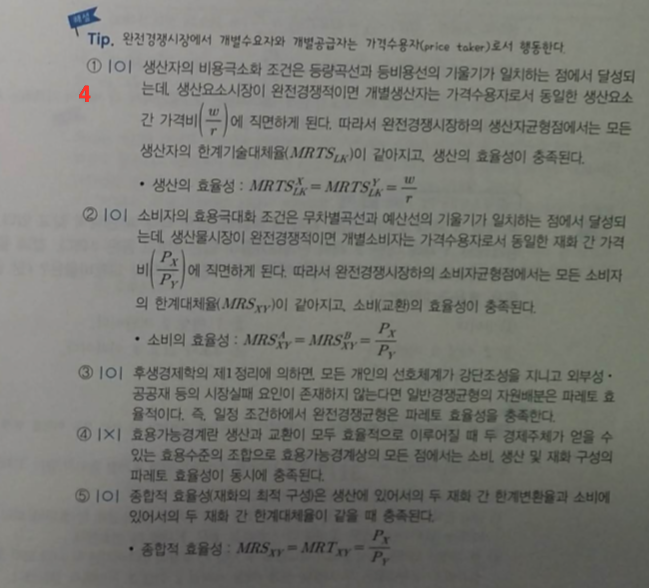 해설
Tip. 완전경쟁시장에서 개별수요자와 개별공급자는 가격수용자(price taker)로서 행동한다.
① |O| 생산자의 비용극소화 조건은 등량곡선과 등비용선의 기울기가 일치하는 점에서 달성되
4
는데, 생산요소시장이 완전경쟁적이면 개별생산자는 가격수용자로서 동일한 생산요소
간 가격비(w/r)에 직면하게 된다. 따라서 완전경쟁시장하의 생산자균형점에서는 모든
생산자의 한계기술대체율(MRTS_LK)이 같아지고, 생산의 효율성이 충족된다.
• 생산의 효율성 : MRTS^X_LK = MRTS^Y_LK = w/r
② |O| 소비자의 효용극대화 조건은 무차별곡선과 예산선의 기울기가 일치하는 점에서 달성되
는데, 생산물시장이 완전경쟁적이면 개별소비자는 가격수용자로서 동일한 재화 간 가격
비(P_X/P_Y)에 직면하게 된다. 따라서 완전경쟁시장하의 소비자균형점에서는 모든 소비자
의 한계대체율(MRS_XY)이 같아지고, 소비(교환)의 효율성이 충족된다.
• 소비의 효율성 : MRS^A_XY = MRS^B_XY = P_X/P_Y
③ |O| 후생경제학의 제1정리에 의하면, 모든 개인의 선호체계가 강단조성을 지니고 외부성·
공공재 등의 시장실패 요인이 존재하지 않는다면 일반경쟁균형의 자원배분은 파레토 효
율적이다. 즉, 일정 조건하에서 완전경쟁균형은 파레토 효율성을 충족한다.
④ |X| 효용가능경계란 생산과 교환이 모두 효율적으로 이루어질 때 두 경제주체가 얻을 수
있는 효용수준의 조합으로 효용가능경계상의 모든 점에서는 소비, 생산 및 재화 구성의
파레토 효율성이 동시에 충족된다.
⑤ |O| 종합적 효율성(재화의 최적 구성)은 생산에 있어서의 두 재화 간 한계변환율과 소비에
있어서의 두 재화 간 한계대체율이 같을 때 충족된다.
• 종합적 효율성 : MRS_XY = MRT_XY = P_X/P_Y